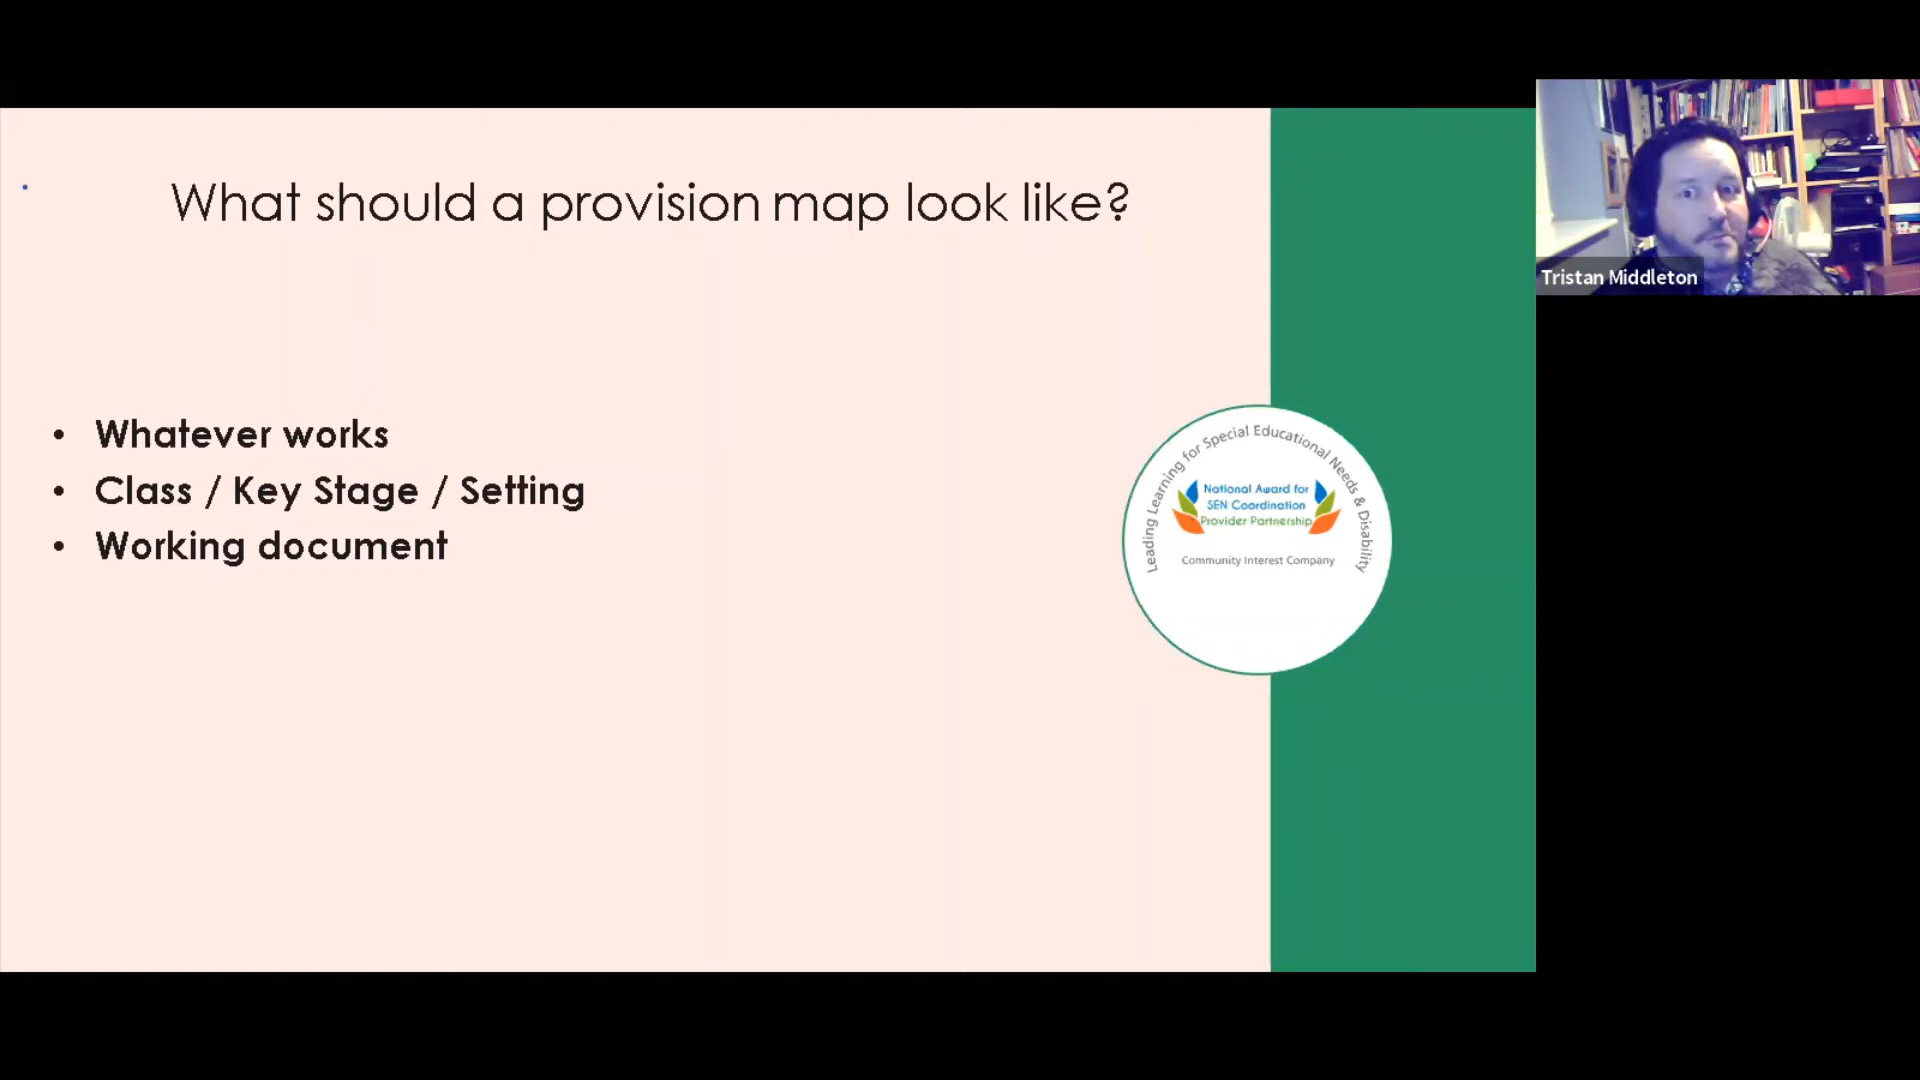 What should a provision map look like?
• Whatever works
• Class / Key Stage / Setting
• Working document
Leading Learning for Special Educational Needs & Disability
National Award for
SEN Coordination
Provider Partnership
Community Interest Company
Tristan Middleton